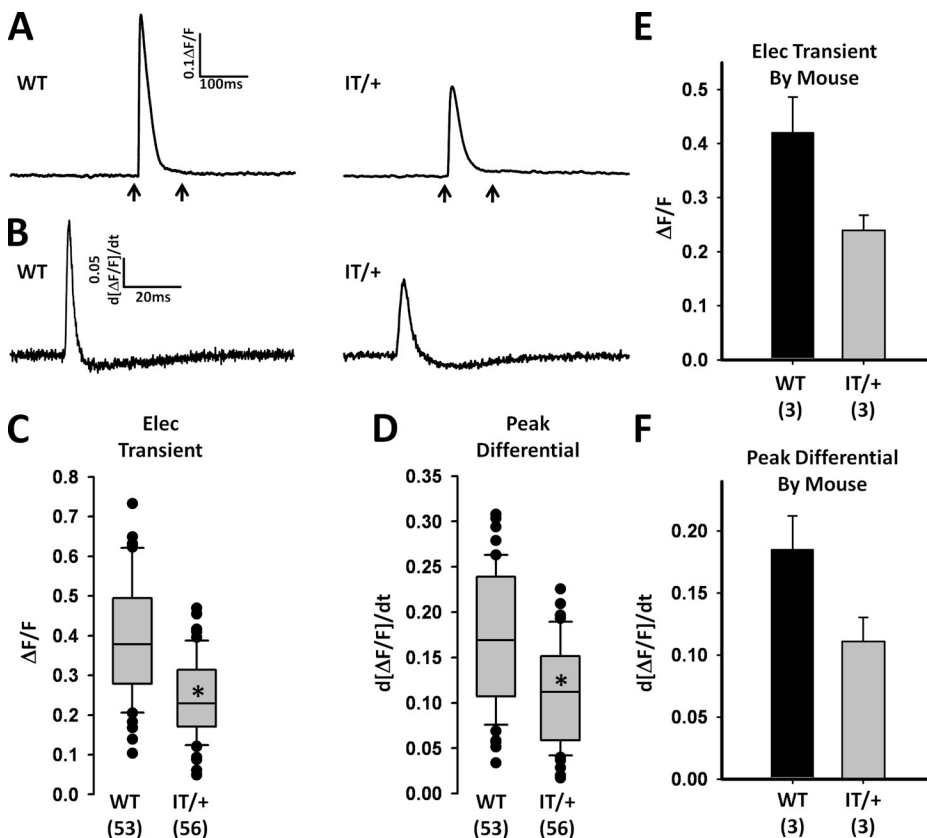 A
WT
0.1ΔF/F
100ms
IT/+
B
WT
0.05
d[ΔF/F]/dt
20ms
IT/+
C
Elec
Transient
ΔF/F
0.8
0.7
0.6
0.5
0.4
0.3
0.2
0.1
0.0
*
WT
IT/+
(53)
(56)
D
Peak
Differential
d[ΔF/F]/dt
0.35
0.30
0.25
0.20
0.15
0.10
0.05
0.00
*
WT
IT/+
(53)
(56)
E
Elec Transient
By Mouse
ΔF/F
0.5
0.4
0.3
0.2
0.1
0.0
WT
IT/+
(3)
(3)
F
Peak Differential
By Mouse
d[ΔF/F]/dt
0.20
0.15
0.10
0.05
0.00
WT
IT/+
(3)
(3)